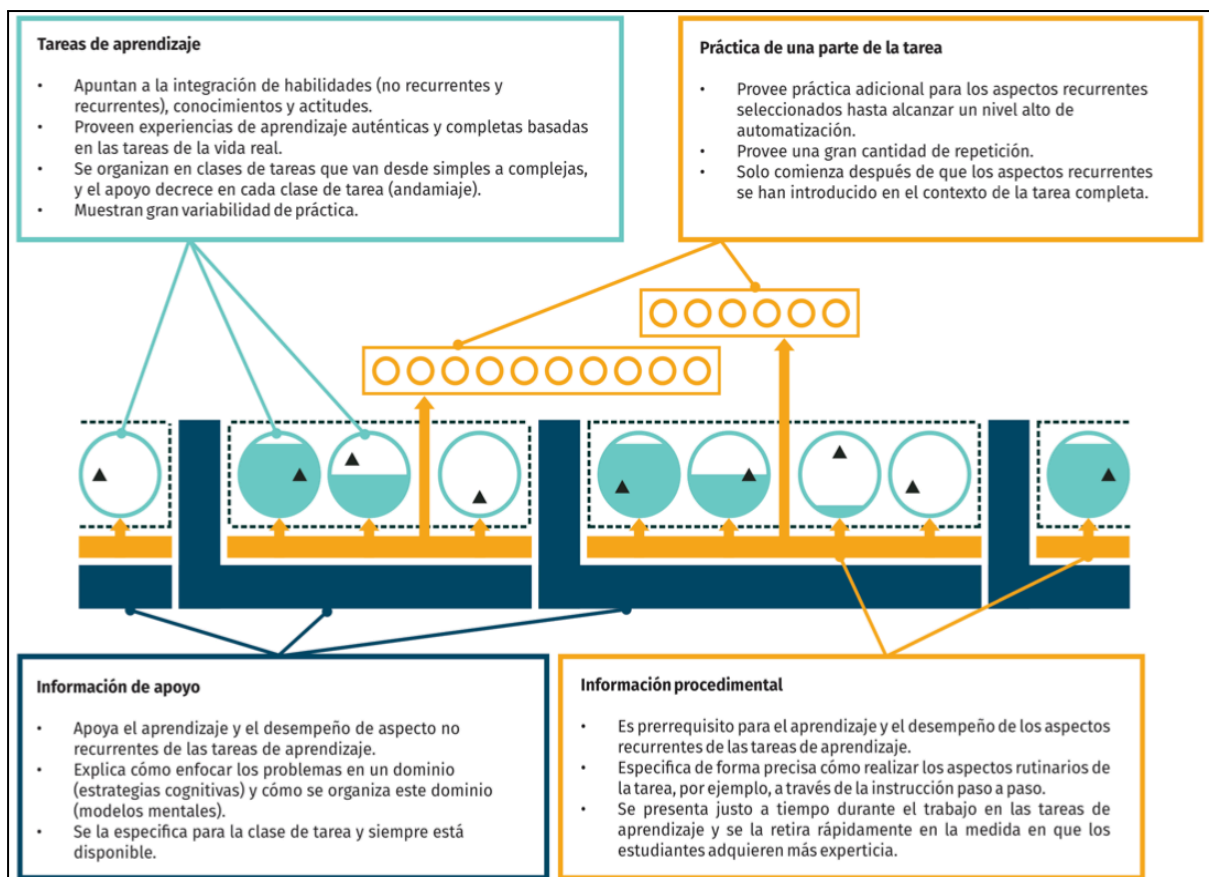 Tareas de aprendizaje
• Apuntan a la integración de habilidades (no recurrentes y
recurrentes), conocimientos y actitudes.
• Proveen experiencias de aprendizaje auténticas y completas basadas
en las tareas de la vida real.
• Se organizan en clases de tareas que van desde simples a complejas,
y el apoyo decrece en cada clase de tarea (andamiaje).
• Muestran gran variabilidad de práctica.
Práctica de una parte de la tarea
• Provee práctica adicional para los aspectos recurrentes
seleccionados hasta alcanzar un nivel alto de
automatización.
• Provee una gran cantidad de repetición.
• Solo comienza después de que los aspectos recurrentes
se han introducido en el contexto de la tarea completa.
Información de apoyo
• Apoya el aprendizaje y el desempeño de aspecto no
recurrentes de las tareas de aprendizaje.
• Explica cómo enfocar los problemas en un dominio
(estrategias cognitivas) y cómo se organiza este dominio
(modelos mentales).
• Se la especifica para la clase de tarea y siempre está
disponible.
Información procedimental
• Es prerrequisito para el aprendizaje y el desempeño de los aspectos
recurrentes de las tareas de aprendizaje.
• Especifica de forma precisa cómo realizar los aspectos rutinarios de
la tarea, por ejemplo, a través de la instrucción paso a paso.
• Se presenta justo a tiempo durante el trabajo en las tareas de
aprendizaje y se la retira rápidamente en la medida en que los
estudiantes adquieren más experticia.